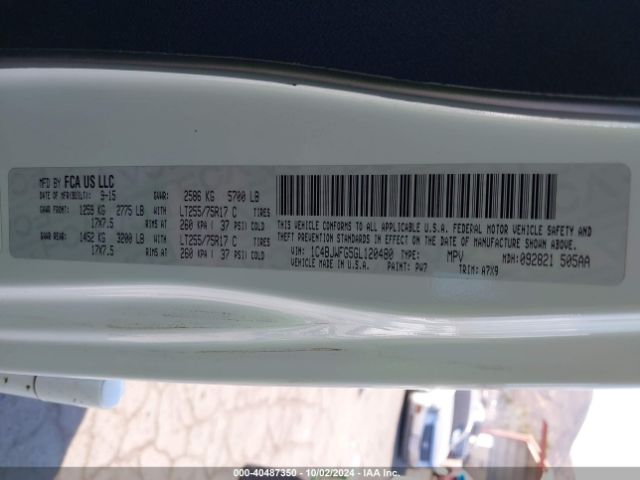 MFD BY FCA US LLC
DATE OF MFR(BUILT): 9-15 GVWR: 2586 KG 5700 LB
GAWR FRONT: 1259 KG 2775 LB WITH LT255/75R17 C TIRES
17X7.5 RIMS AT 260 KPA ( 37 PSI) COLD
GAWR REAR: 1452 KG 3200 LB WITH LT255/75R17 C TIRES
17X7.5 RIMS AT 260 KPA ( 37 PSI) COLD
THIS VEHICLE CONFORMS TO ALL APPLICABLE U.S.A. FEDERAL MOTOR VEHICLE SAFETY AND
THEFT PREVENTION STANDARDS IN EFFECT ON THE DATE OF MANUFACTURE SHOWN ABOVE.
VIN: 1C4BJWFG5GL120480 TYPE: MPV MDH: 092821 505AA
VEHICLE MADE IN U.S.A. PAINT: PW7 TRIM: A7X9
000-40487350 | 10/02/2024 | IAA Inc.